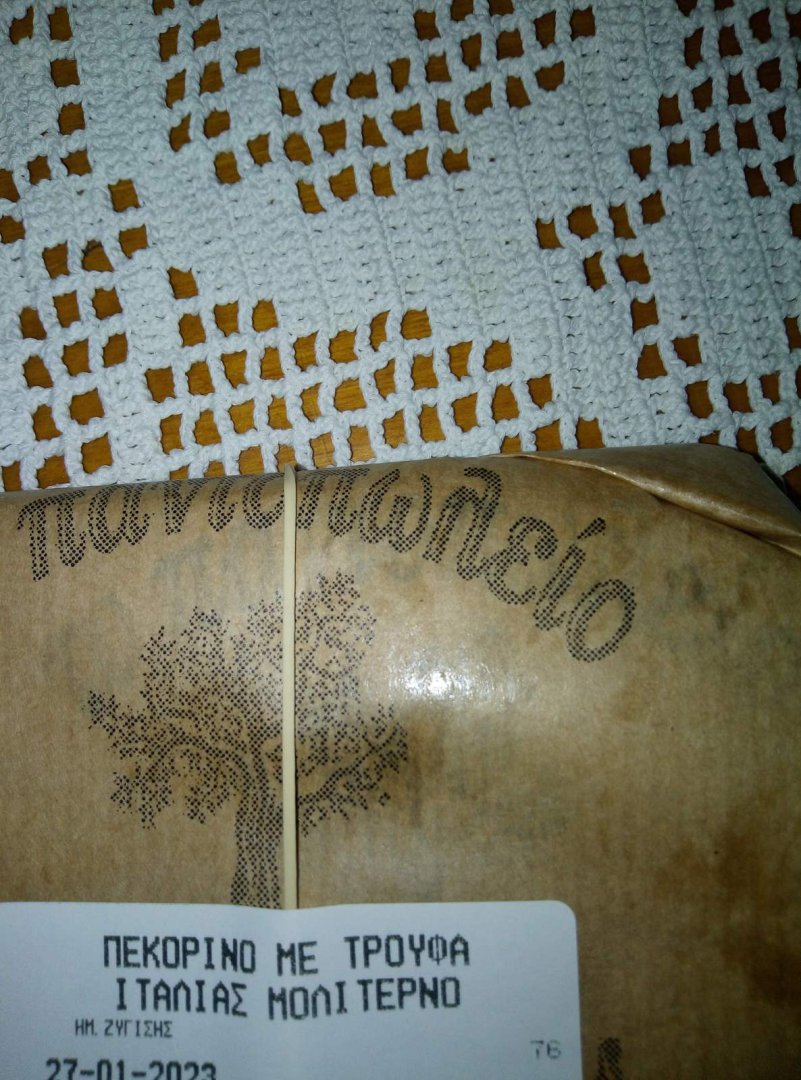 παντοπωλείο
ΠΕΚΟΡΙΝΟ ΜΕ ΤΡΟΥΦΑ
ΙΤΑΛΙΑΣ ΜΟΛΙΤΕΡΝΟ
ΗΜ. ΖΥΓΙΣΗΣ
76
27-01-2023